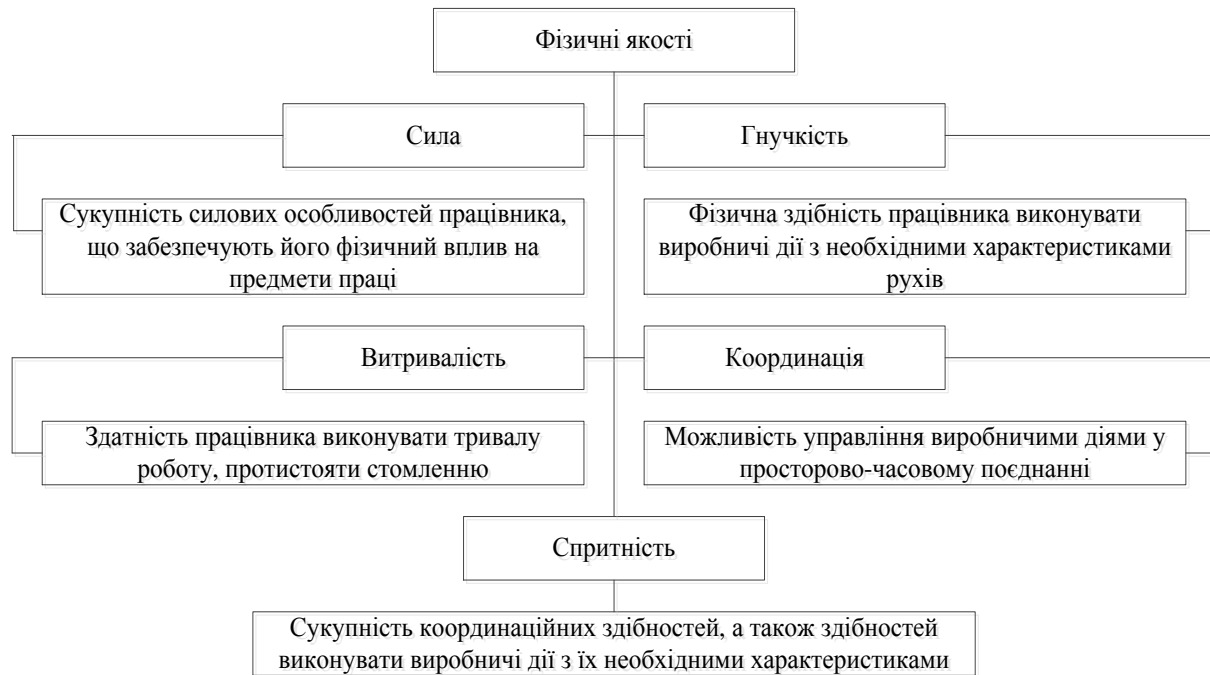 Фізичні якості
Сила
Гнучкість
Сукупність силових особливостей працівника,
що забезпечують його фізичний вплив на
предмети праці
Фізична здібність працівника виконувати
виробничі дії з необхідними характеристиками
рухів
Витривалість
Координація
Здатність працівника виконувати тривалу
роботу, протистояти стомленню
Можливість управління виробничими діями у
просторово-часовому поєднанні
Спритність
Сукупність координаційних здібностей, а також здібностей
виконувати виробничі дії з їх необхідними характеристиками